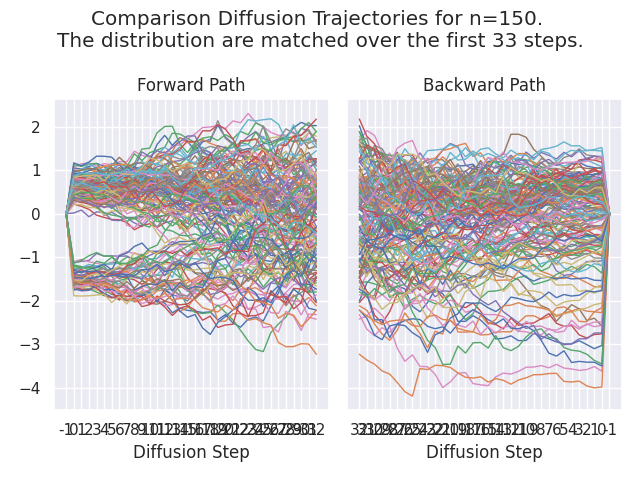 Comparison Diffusion Trajectories for n=150.
The distribution are matched over the first 33 steps.
Forward Path
Backward Path
2
1
0
−1
−2
−3
−4
Diffusion Step
Diffusion Step